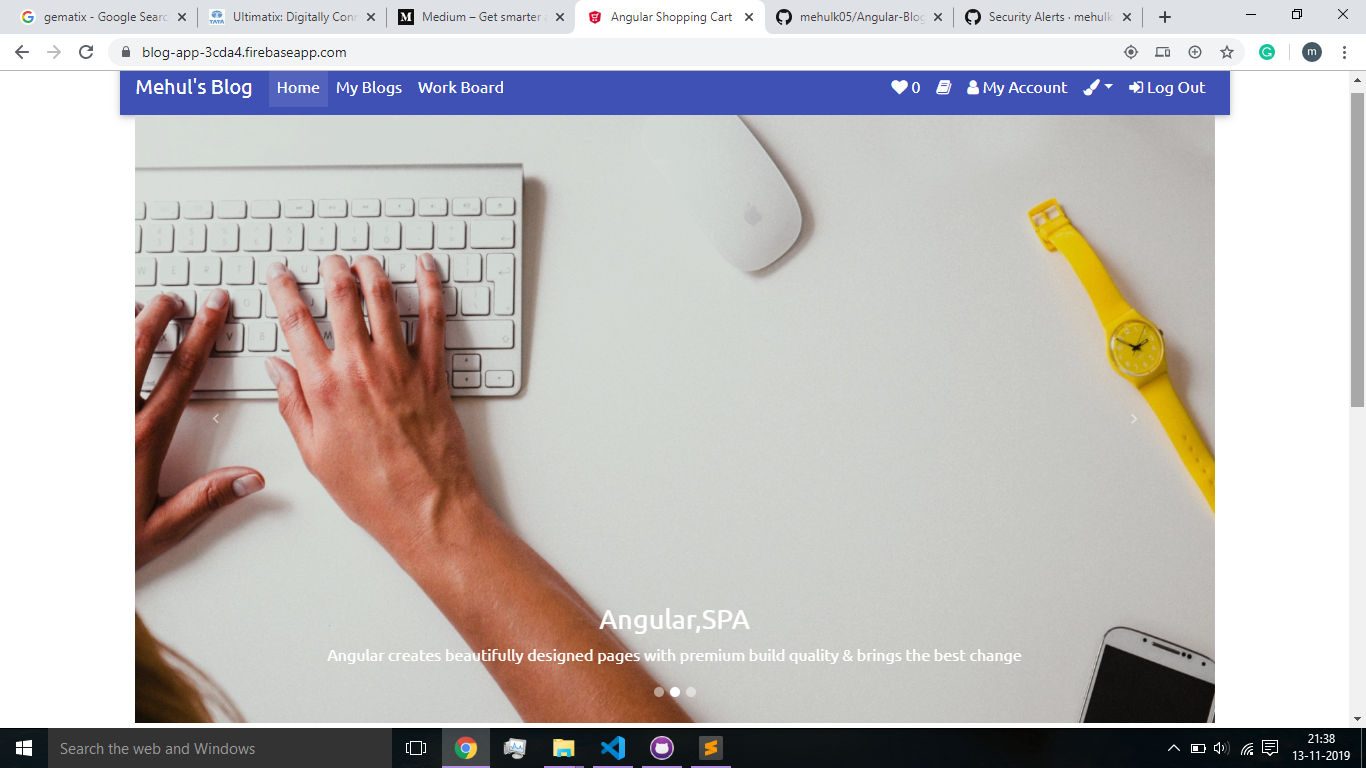 gematix - Google Searc
Ultimatix: Digitally Conn
Medium – Get smarter a
Angular Shopping Cart
mehulk05/Angular-Blog
Security Alerts · mehulk
blog-app-3cda4.firebaseapp.com
m
Mehul's Blog
Home
My Blogs
Work Board
0
My Account
Log Out
Angular,SPA
Angular creates beautifully designed pages with premium build quality & brings the best change
Search the web and Windows
21:38
13-11-2019